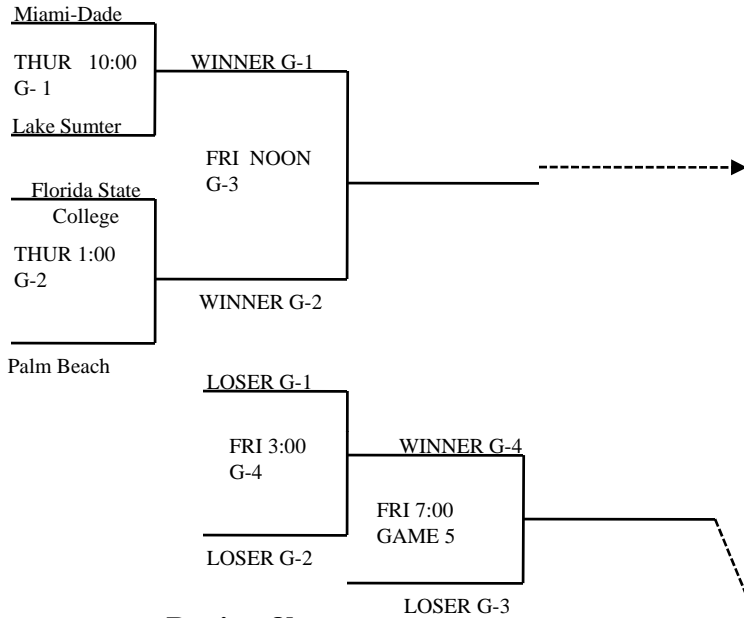 Miami-Dade
THUR 10:00
G- 1
WINNER G-1
Lake Sumter
FRI NOON
G-3
Florida State
College
THUR 1:00
G-2
WINNER G-2
Palm Beach
LOSER G-1
FRI 3:00
G-4
WINNER G-4
FRI 7:00
GAME 5
LOSER G-2
LOSER G-3